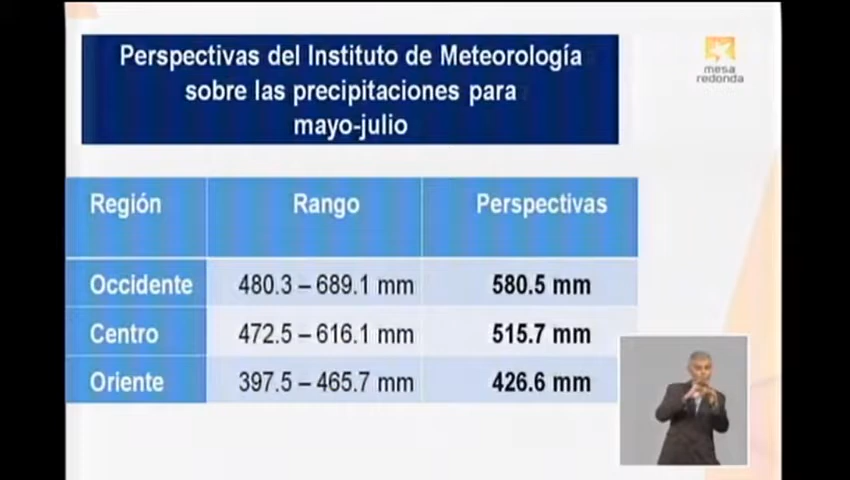 Perspectivas del Instituto de Meteorología
sobre las precipitaciones para
mayo-julio
mesa
redonda
Región Rango Perspectivas
Occidente 480.3 – 689.1 mm 580.5 mm
Centro 472.5 – 616.1 mm 515.7 mm
Oriente 397.5 – 465.7 mm 426.6 mm